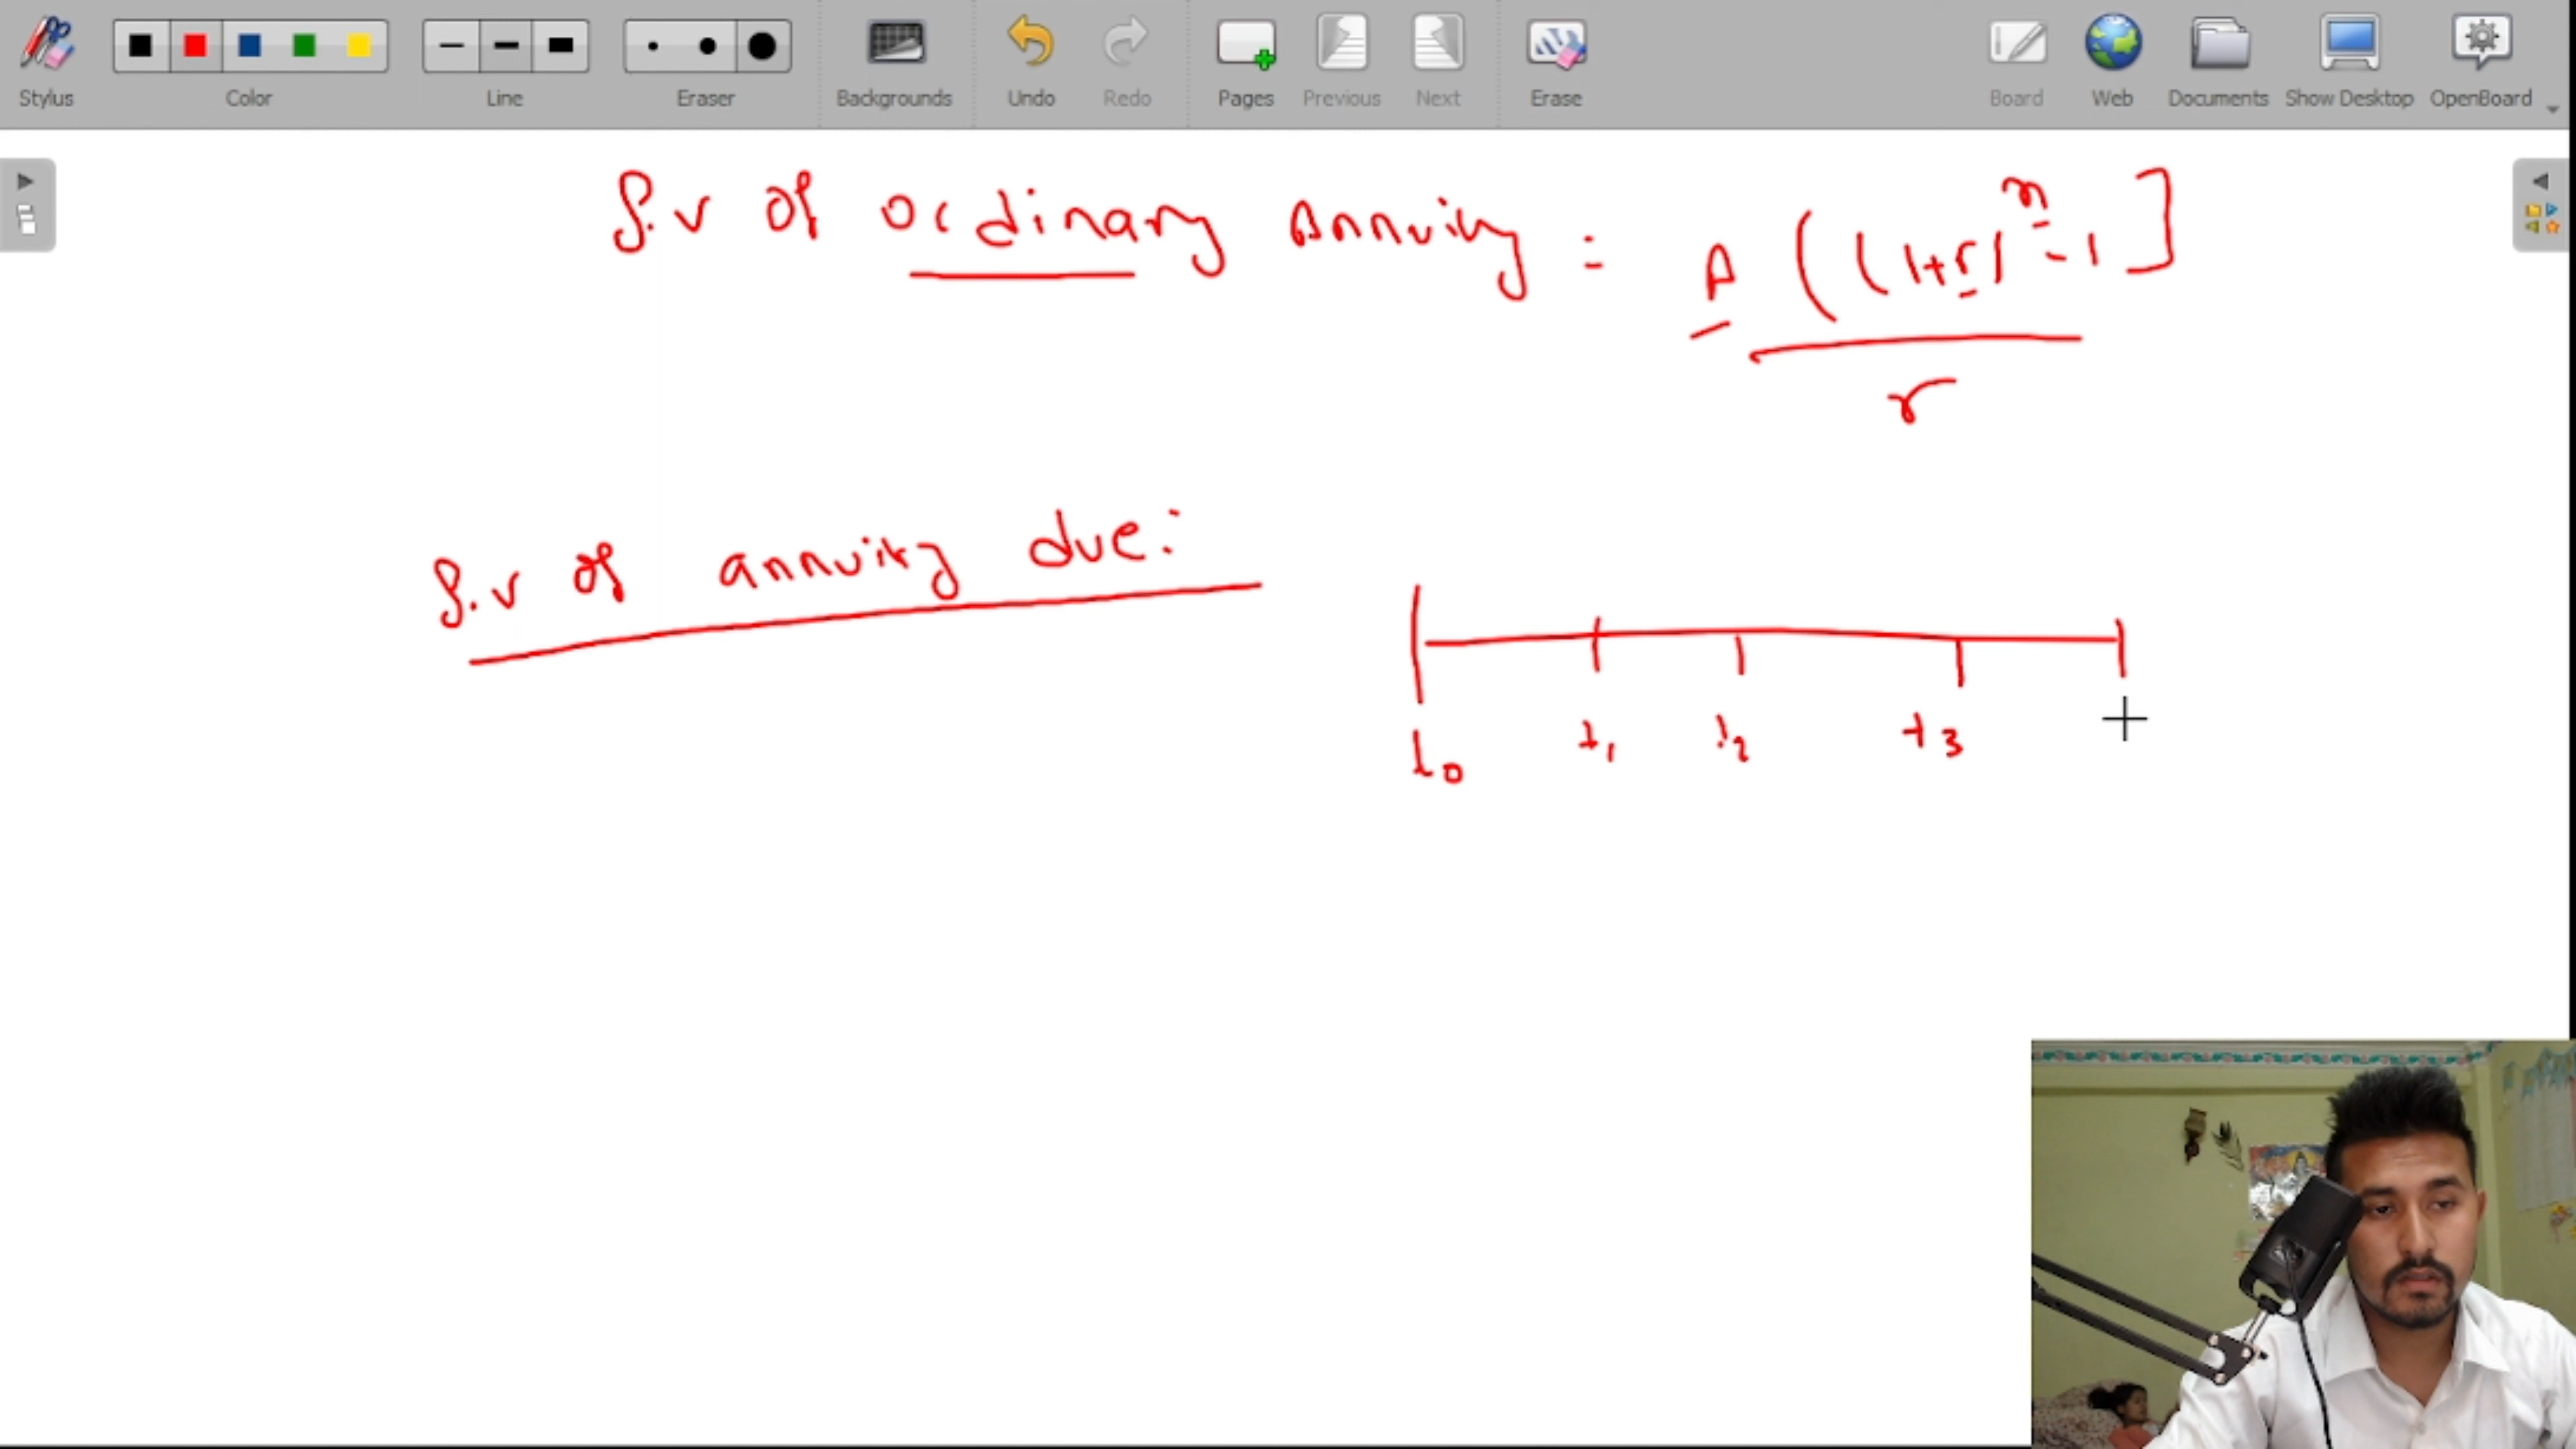 Stylus Color Line Eraser Backgrounds Undo Redo Pages Previous Next Erase Board Web Documents Show Desktop OpenBoard
f.v of ordinary Annuity = A [(1+r)^n - 1]
r
f.v of annuity due:
t0 t1 t2 t3